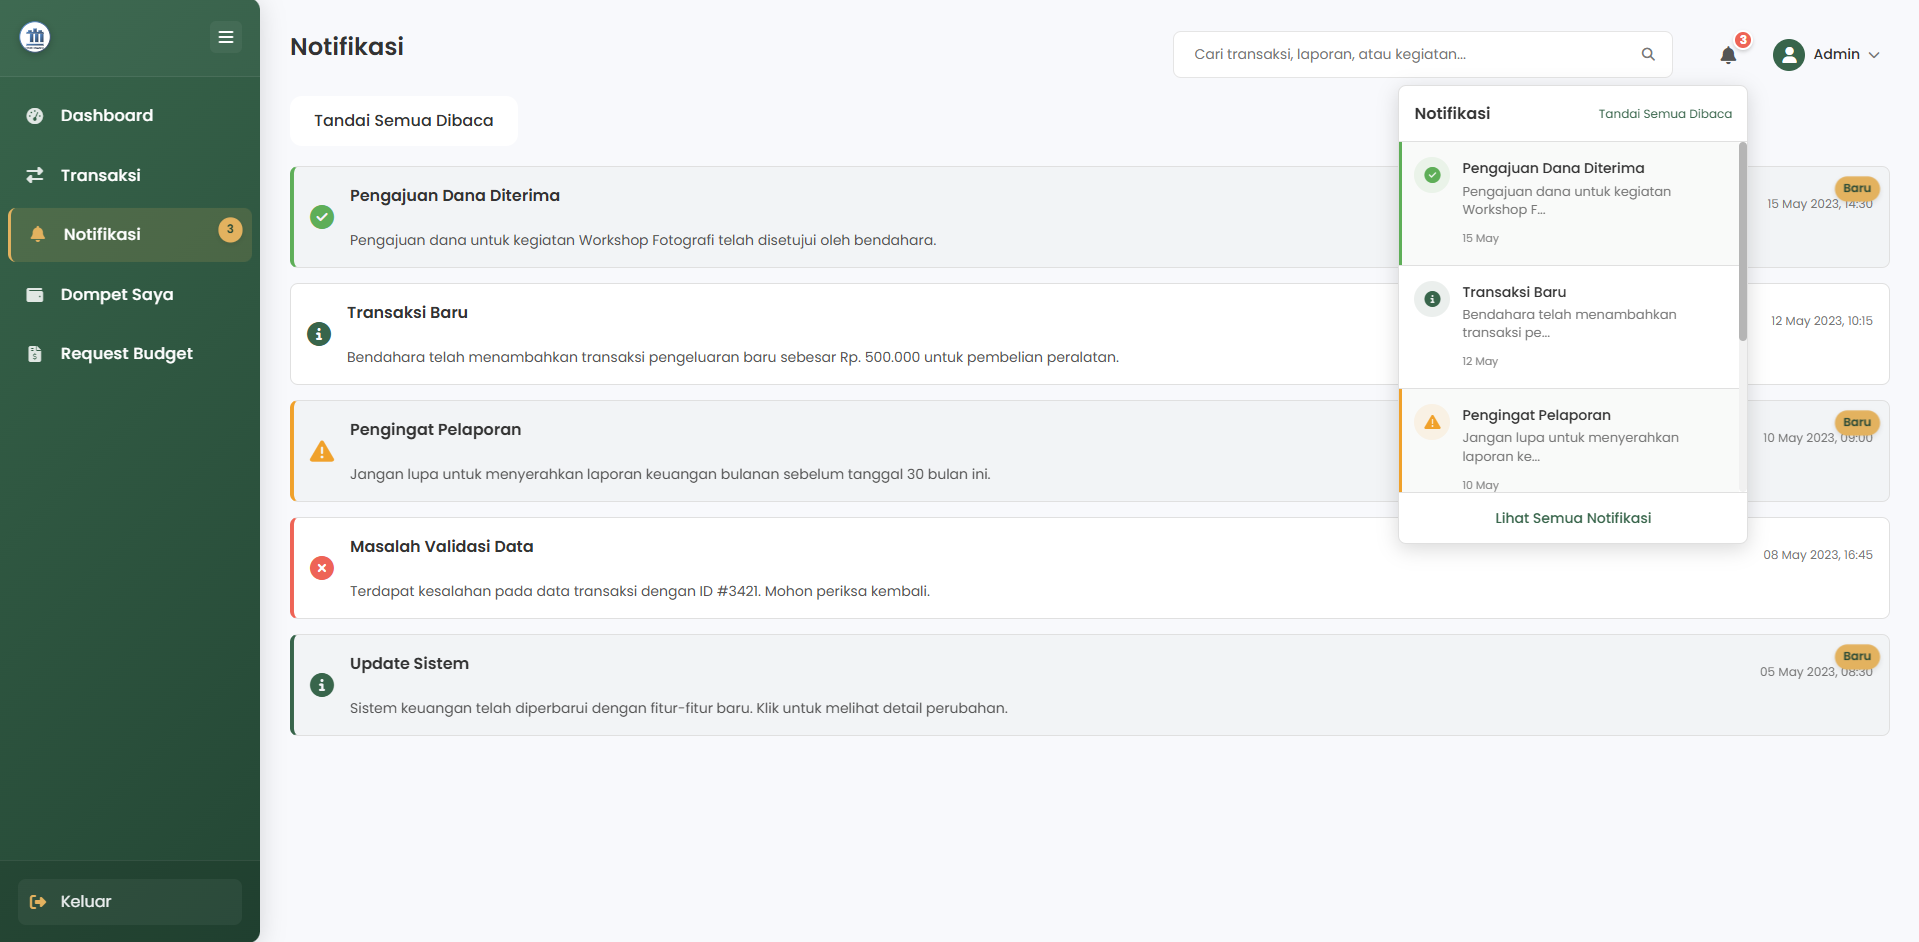 Dashboard
Transaksi
Notifikasi
3
Dompet Saya
Request Budget
Keluar
Notifikasi
Cari transaksi, laporan, atau kegiatan...
3
Admin
Tandai Semua Dibaca
Pengajuan Dana Diterima
Pengajuan dana untuk kegiatan Workshop Fotografi telah disetujui oleh bendahara.
Baru
15 May 2023, 14:30
Transaksi Baru
Bendahara telah menambahkan transaksi pengeluaran baru sebesar Rp. 500.000 untuk pembelian peralatan.
12 May 2023, 10:15
Pengingat Pelaporan
Jangan lupa untuk menyerahkan laporan keuangan bulanan sebelum tanggal 30 bulan ini.
Baru
10 May 2023, 09:00
Masalah Validasi Data
Terdapat kesalahan pada data transaksi dengan ID #3421. Mohon periksa kembali.
08 May 2023, 16:45
Update Sistem
Sistem keuangan telah diperbarui dengan fitur-fitur baru. Klik untuk melihat detail perubahan.
Baru
05 May 2023, 08:30
Notifikasi
Tandai Semua Dibaca
Pengajuan Dana Diterima
Pengajuan dana untuk kegiatan
Workshop F...
15 May
Transaksi Baru
Bendahara telah menambahkan
transaksi pe...
12 May
Pengingat Pelaporan
Jangan lupa untuk menyerahkan
laporan ke...
10 May
Lihat Semua Notifikasi